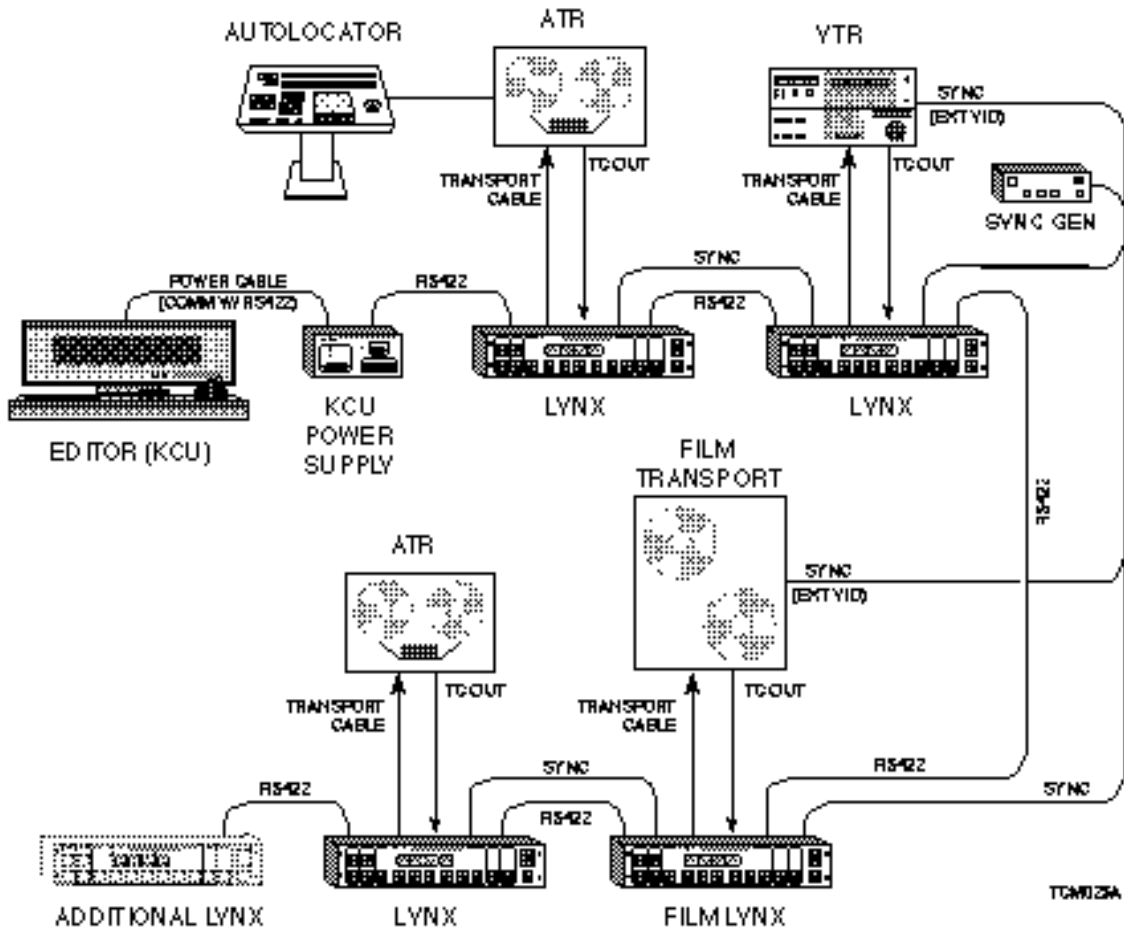 ATR
VTR
AUTOLOCATOR
SYNC
(EXT VID)
TRANSPORT
CABLE
TC OUT
TRANSPORT
CABLE
TC OUT
SYNC GEN
POWER CABLE
(COMM W/ RS422)
RS422
SYNC
RS422
EDITOR (KCU)
KCU
POWER
SUPPLY
LYNX
LYNX
FILM
TRANSPORT
RS422
ATR
SYNC
(EXT VID)
TRANSPORT
CABLE
TC OUT
TRANSPORT
CABLE
TC OUT
RS422
SYNC
RS422
RS422
SYNC
ADDITIONAL LYNX
LYNX
FILM LYNX